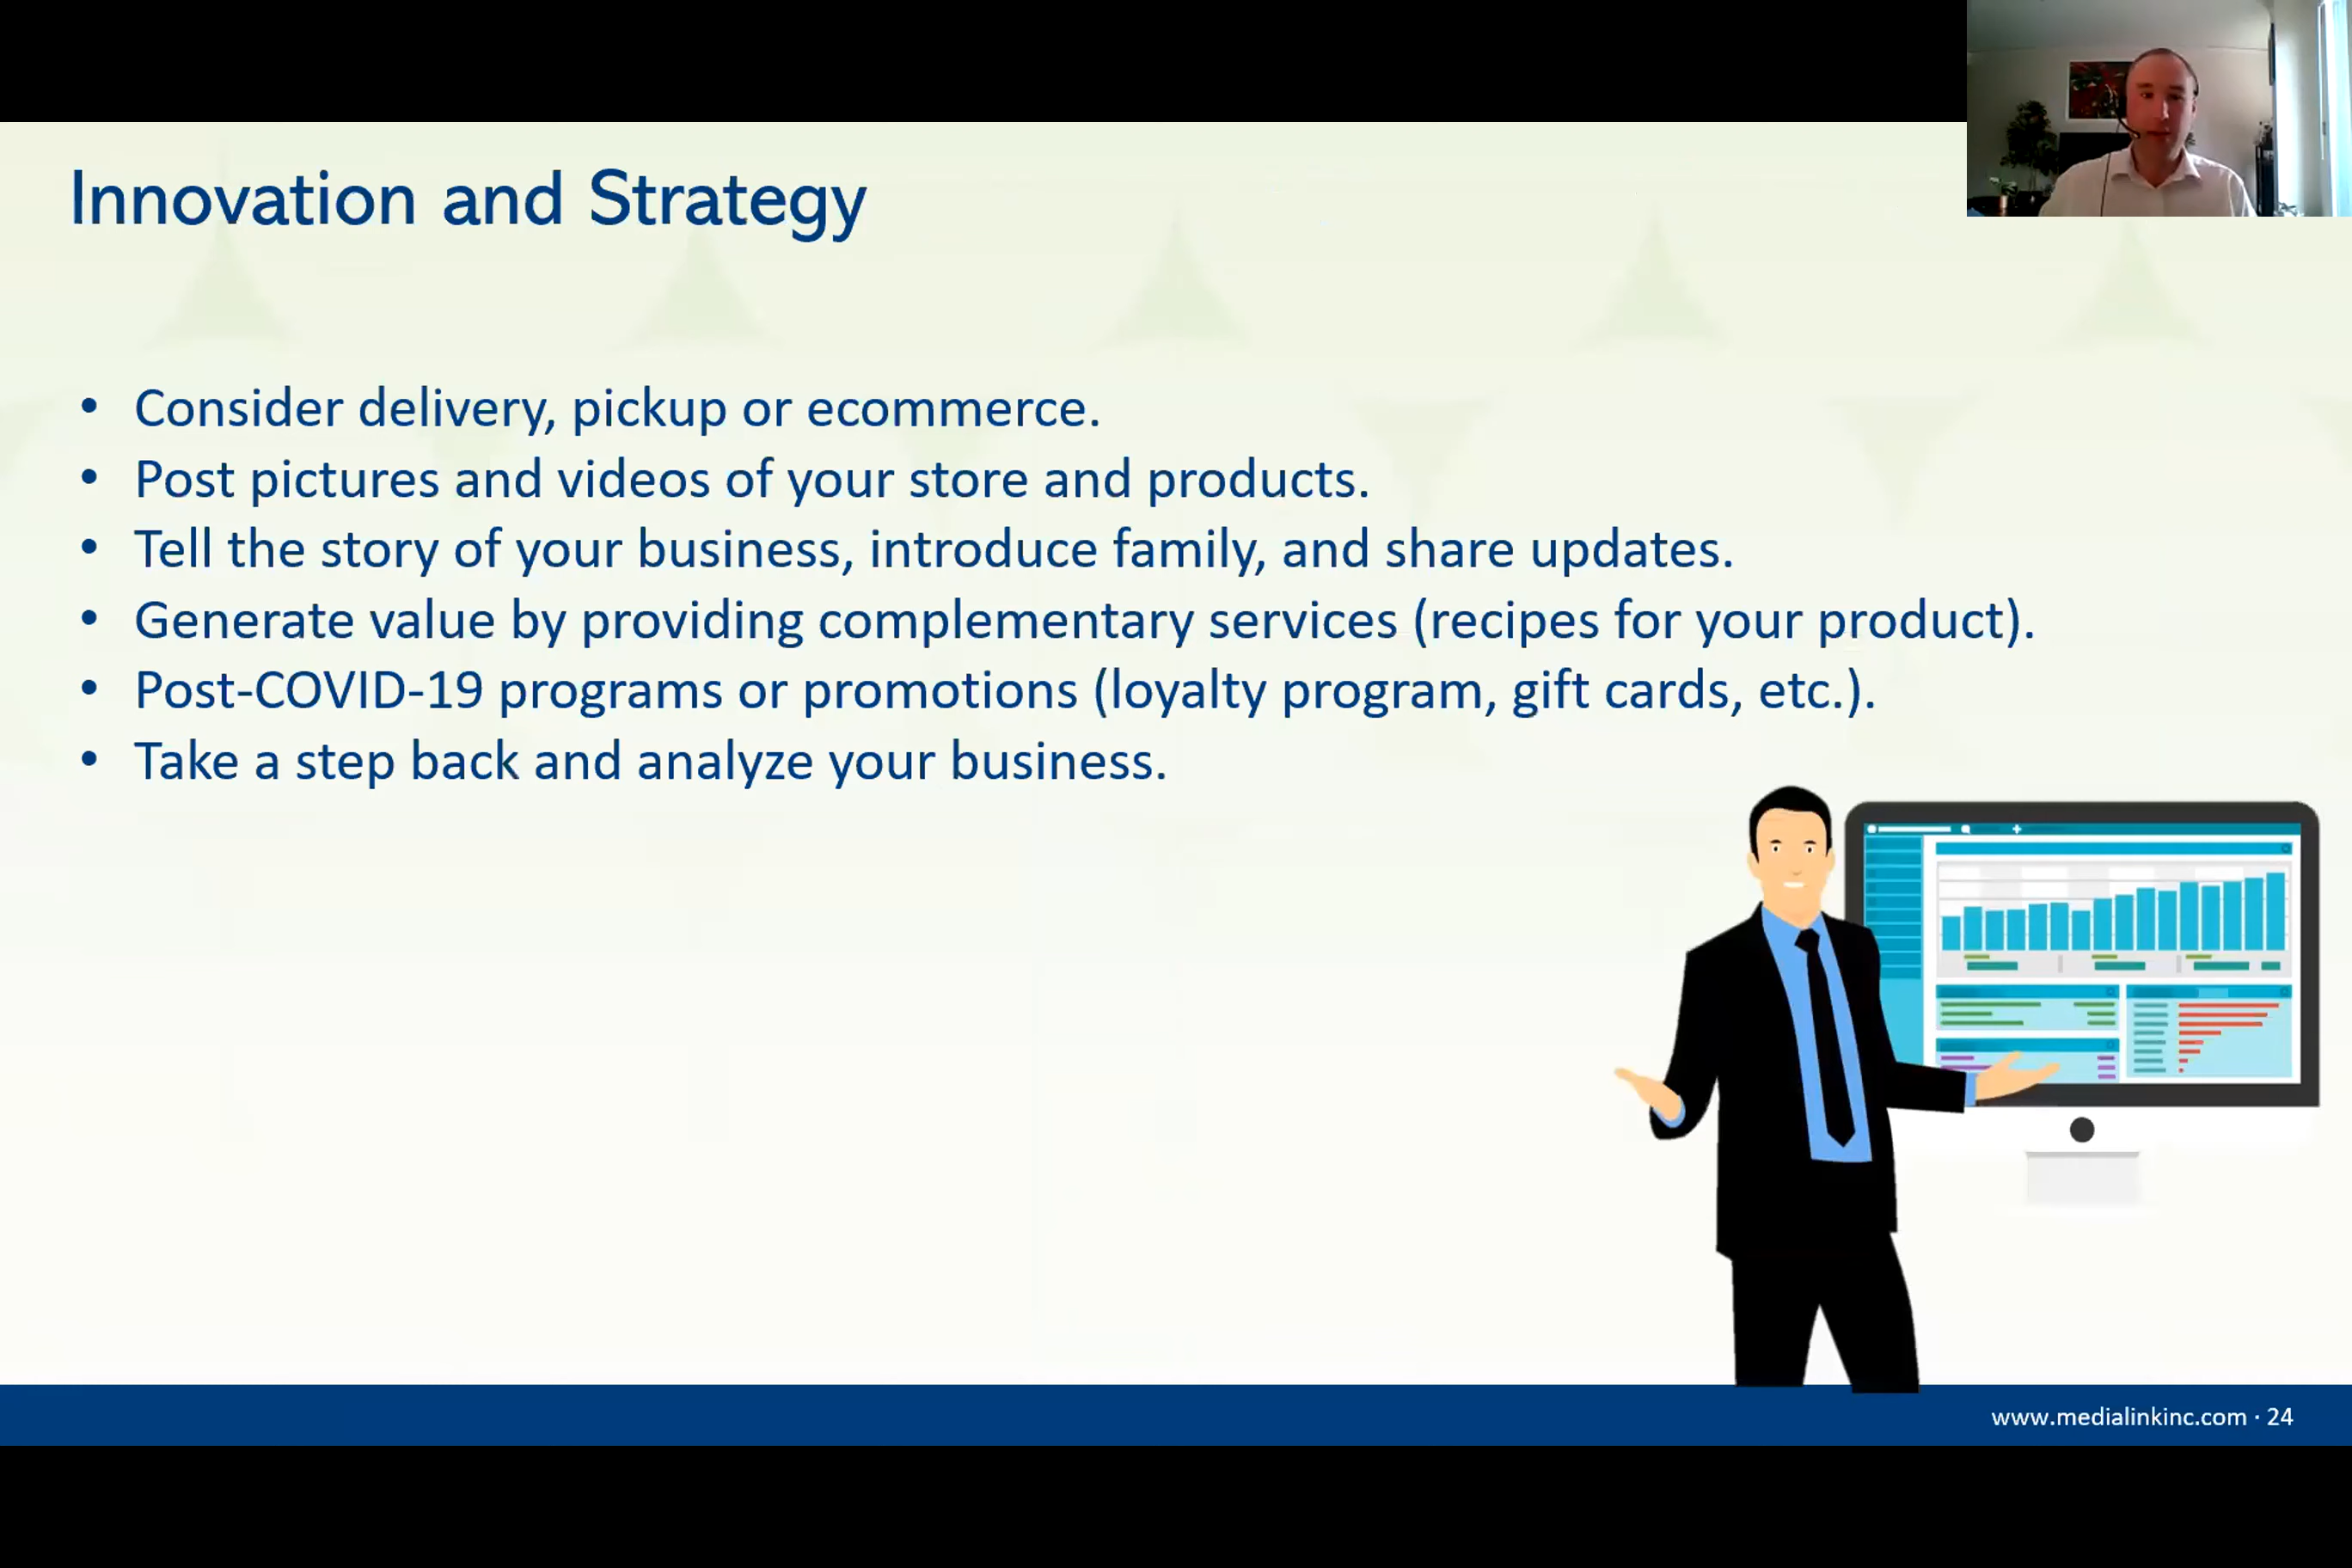 Innovation and Strategy
• Consider delivery, pickup or ecommerce.
• Post pictures and videos of your store and products.
• Tell the story of your business, introduce family, and share updates.
• Generate value by providing complementary services (recipes for your product).
• Post-COVID-19 programs or promotions (loyalty program, gift cards, etc.).
• Take a step back and analyze your business.
www.medialinkinc.com · 24